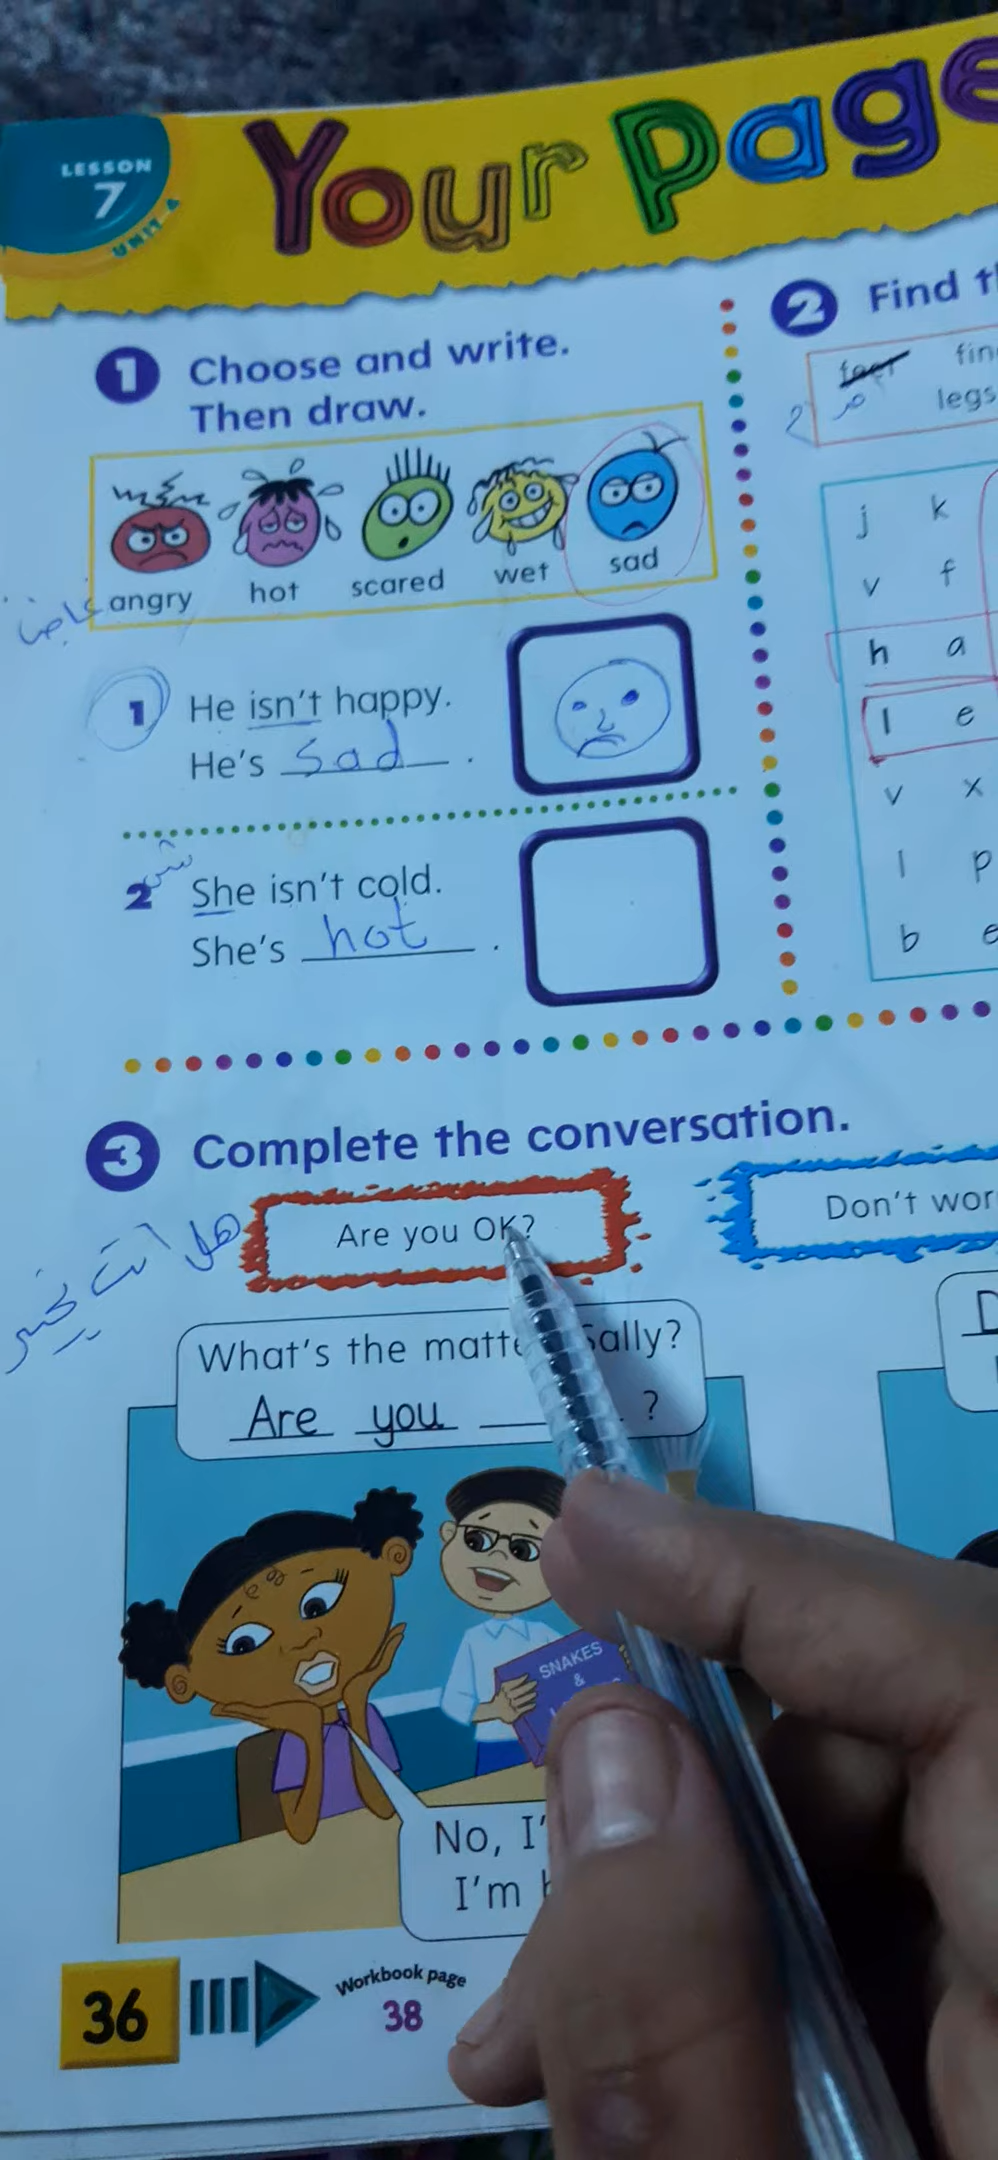 LESSON
7
UNIT 4
Your Page
1 Choose and write.
Then draw.
angry hot scared wet sad
1 He isn't happy.
He's sad .
2 She isn't cold.
She's hot .
2 Find
legs
j k
v f
h a
l e
v x
l p
b e
3 Complete the conversation.
هل انت بخير
Are you OK?
Don't
What's the Sally?
Are you ?
SNAKES
&
No,
I'm
36
Workbook page
38